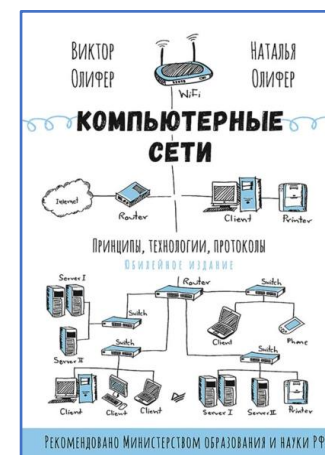 ВИКТОР ОЛИФЕР
НАТАЛЬЯ ОЛИФЕР
WiFi
КОМПЬЮТЕРНЫЕ
СЕТИ
Internet
Router
Client
Printer
ПРИНЦИПЫ, ТЕХНОЛОГИИ, ПРОТОКОЛЫ
ЮБИЛЕЙНОЕ ИЗДАНИЕ
Server I
Router
Switch
Switch
Server II
Switch
Client
Phone
Switch
Client
Client
Client
Server I
Server II
Printer
РЕКОМЕНДОВАНО МИНИСТЕРСТВОМ ОБРАЗОВАНИЯ И НАУКИ РФ